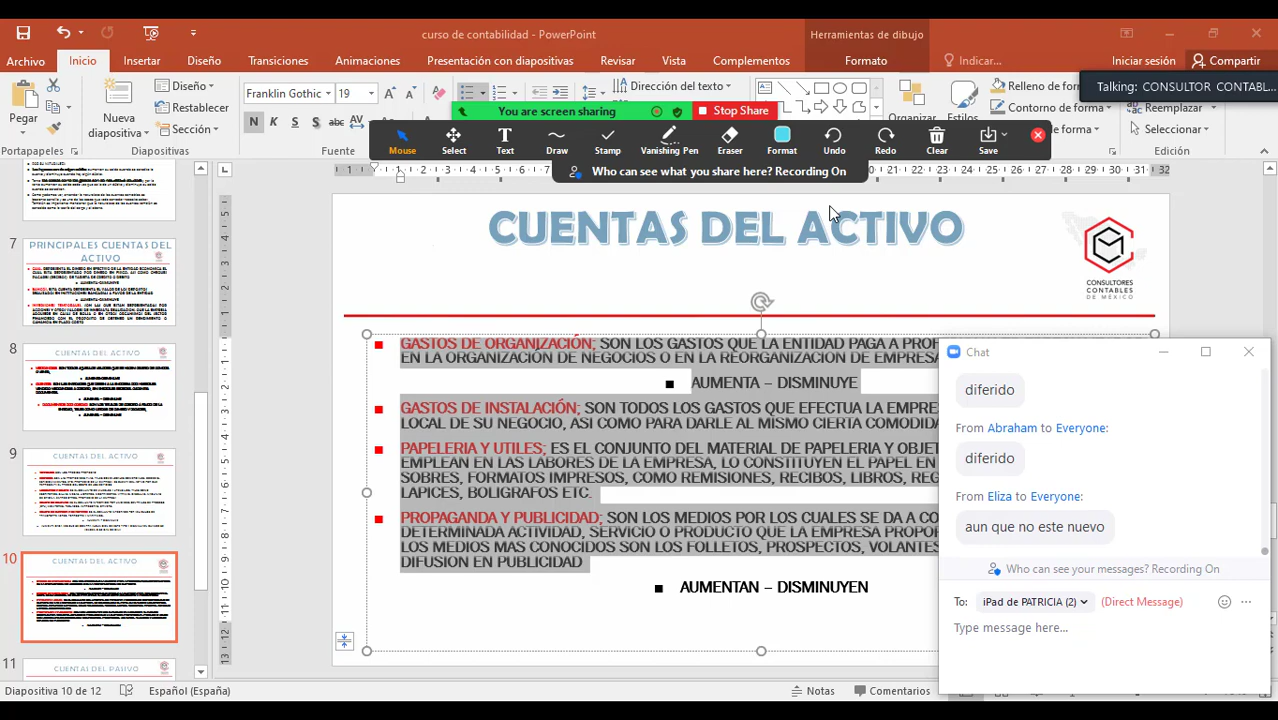 curso de contabilidad - PowerPoint
Herramientas de dibujo
Archivo
Inicio
Insertar
Diseño
Transiciones
Animaciones
Presentación con diapositivas
Revisar
Vista
Complementos
Formato
Indicar...
Iniciar sesión
Compartir
Talking: CONSULTOR CONTABL...
Pegar
Nueva diapositiva
Diseño
Restablecer
Sección
Franklin Gothic
19
N K S S abc
Dirección del texto
Organizar
Relleno de forma
Contorno de forma
Reemplazar
Seleccionar
Portapapeles
Diapositivas
Fuente
You are screen sharing
Stop Share
Mouse
Select
Text
Draw
Stamp
Vanishing Pen
Eraser
Format
Undo
Redo
Clear
Save
Who can see what you share here? Recording On
7
PRINCIPALES CUENTAS DEL ACTIVO
8
CUENTAS DEL ACTIVO
9
CUENTAS DEL ACTIVO
10
CUENTAS DEL ACTIVO
11
CUENTAS DEL PASIVO
CUENTAS DEL ACTIVO
CONSULTORES
CONTABLES
DE MÉXICO
GASTOS DE ORGANIZACIÓN; SON LOS GASTOS QUE LA ENTIDAD PAGA A PROF
EN LA ORGANIZACION DE NEGOCIOS O EN LA REORGANIZACION DE EMPRESA
AUMENTA – DISMINUYE
GASTOS DE INSTALACIÓN; SON TODOS LOS GASTOS QUE EFECTUA LA EMPRE
LOCAL DE SU NEGOCIO, ASI COMO PARA DARLE AL MISMO CIERTA COMODIDA
PAPELERIA Y UTILES; ES EL CONJUNTO DEL MATERIAL DE PAPELERIA Y OBJET
EMPLEAN EN LAS LABORES DE LA EMPRESA, LO CONSTITUYEN EL PAPEL EN
SOBRES, FORMATOS IMPRESOS, COMO REMISIONES, RECIBOS, LIBROS, REG
LAPICES, BOLIGRAFOS ETC.
PROPAGANDA Y PUBLICIDAD; SON LOS MEDIOS POR LOS CUALES SE DA A CO
DETERMINADA ACTIVIDAD, SERVICIO O PRODUCTO QUE LA EMPRESA PROPOR
LOS MEDIOS MAS CONOCIDOS SON LOS FOLLETOS, PROSPECTOS, VOLANTES
DIFUSION EN PUBLICIDAD
AUMENTAN – DISMINUYEN
Chat
diferido
From Abraham to Everyone:
diferido
From Eliza to Everyone:
aun que no este nuevo
Who can see your messages? Recording On
To: iPad de PATRICIA (2) (Direct Message)
Type message here...
Diapositiva 10 de 12
Español (España)
Notas
Comentarios